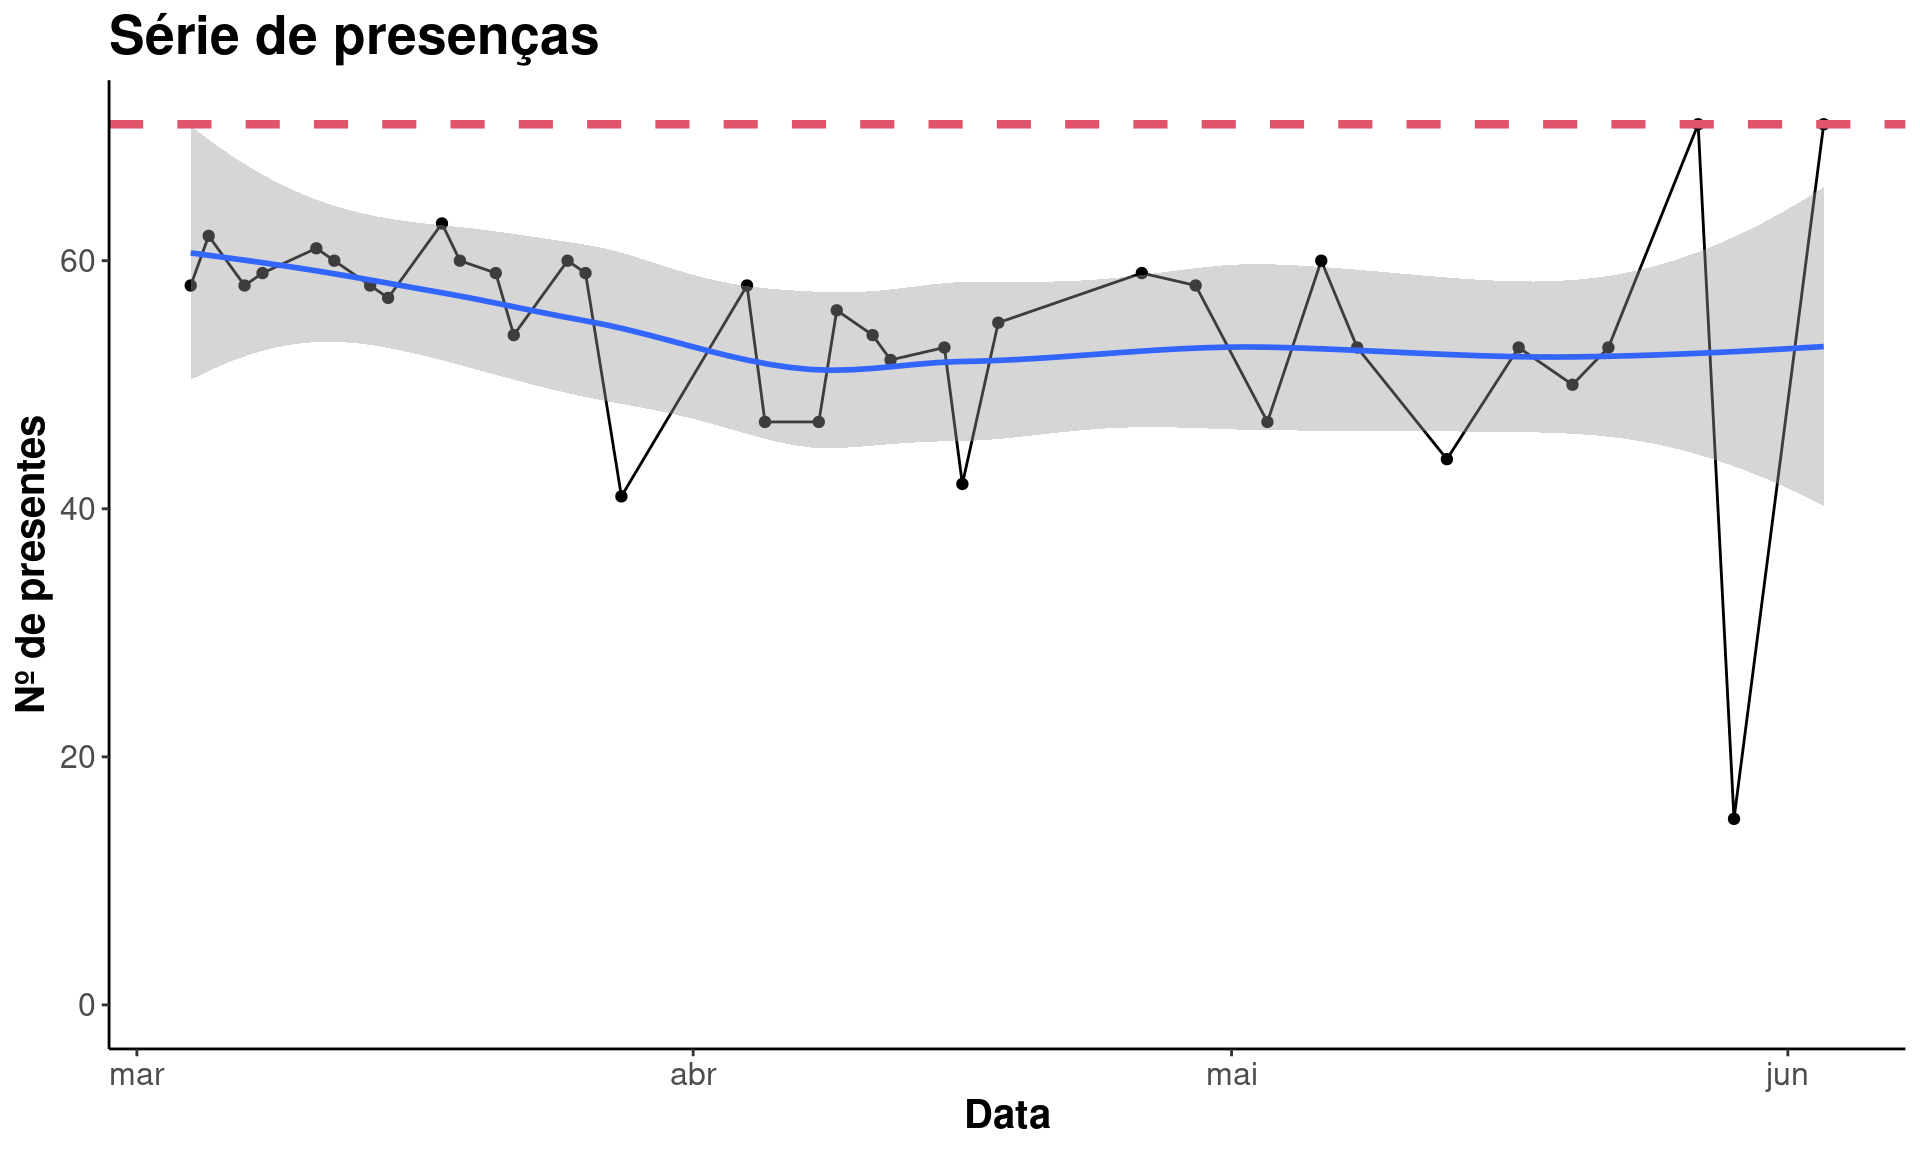 Série de presenças
Nº de presentes
60
40
20
0
mar abr mai jun
Data